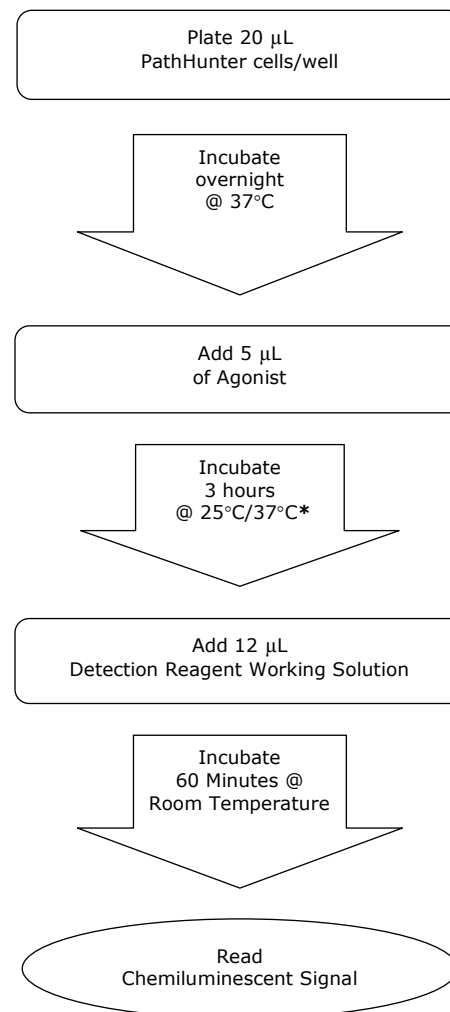 Plate 20 μL
PathHunter cells/well
Incubate
overnight
@ 37°C
Add 5 μL
of Agonist
Incubate
3 hours
@ 25°C/37°C*
Add 12 μL
Detection Reagent Working Solution
Incubate
60 Minutes @
Room Temperature
Read
Chemiluminescent Signal